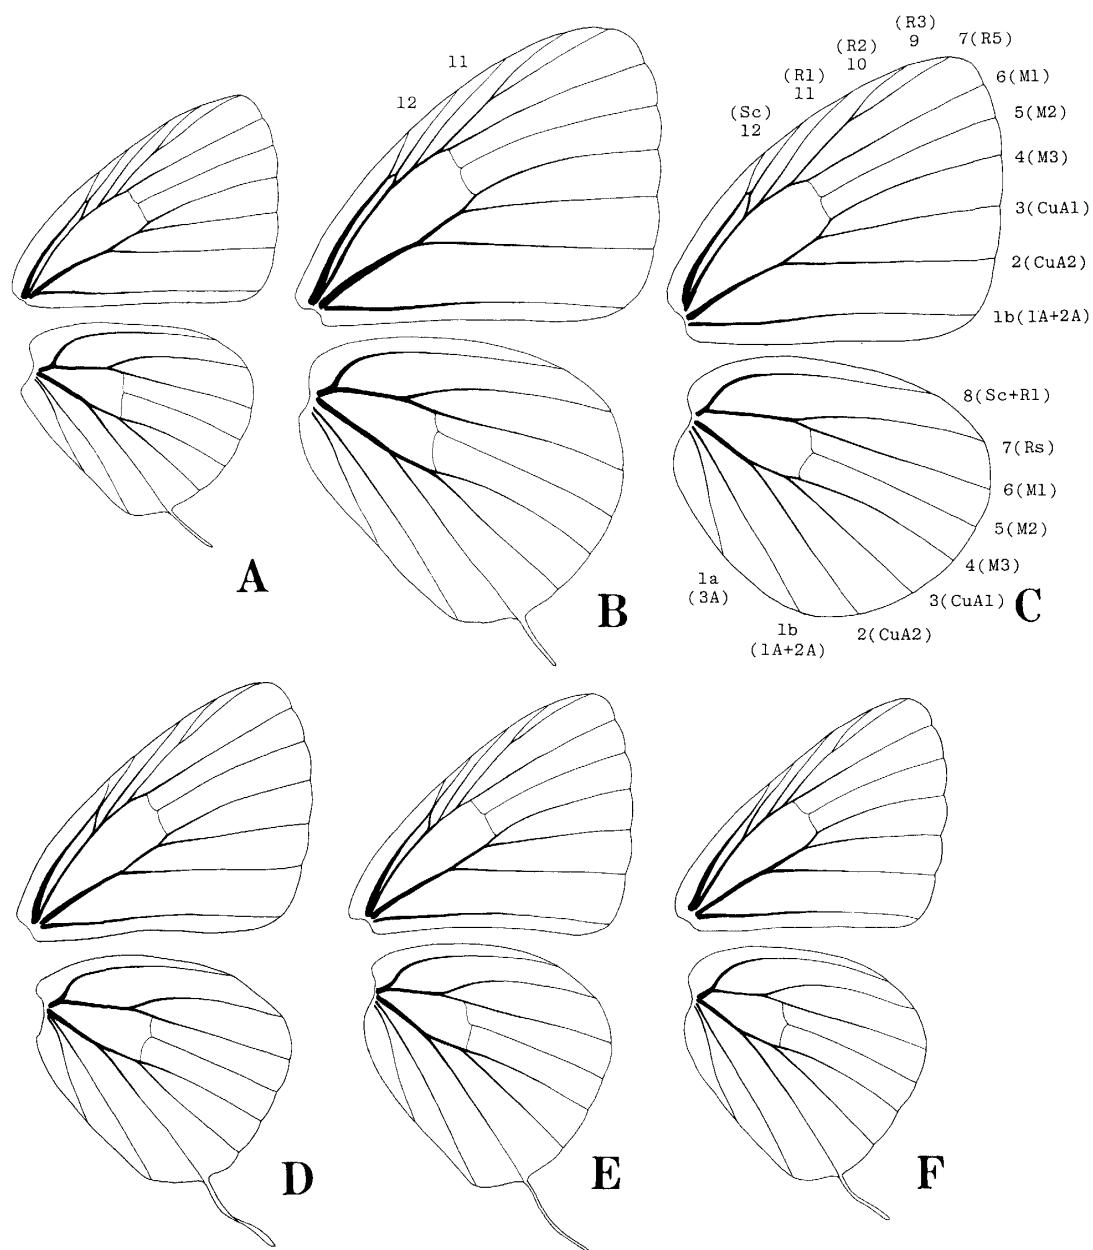 11
12
A
B
(R3)
9
7(R5)
(R2)
10
6(M1)
(R1)
11
5(M2)
(Sc)
12
4(M3)
3(CuA1)
2(CuA2)
1b(1A+2A)
8(Sc+R1)
7(Rs)
6(M1)
5(M2)
4(M3)
3(CuA1)
2(CuA2)
1b
(1A+2A)
1a
(3A)
C
D
E
F